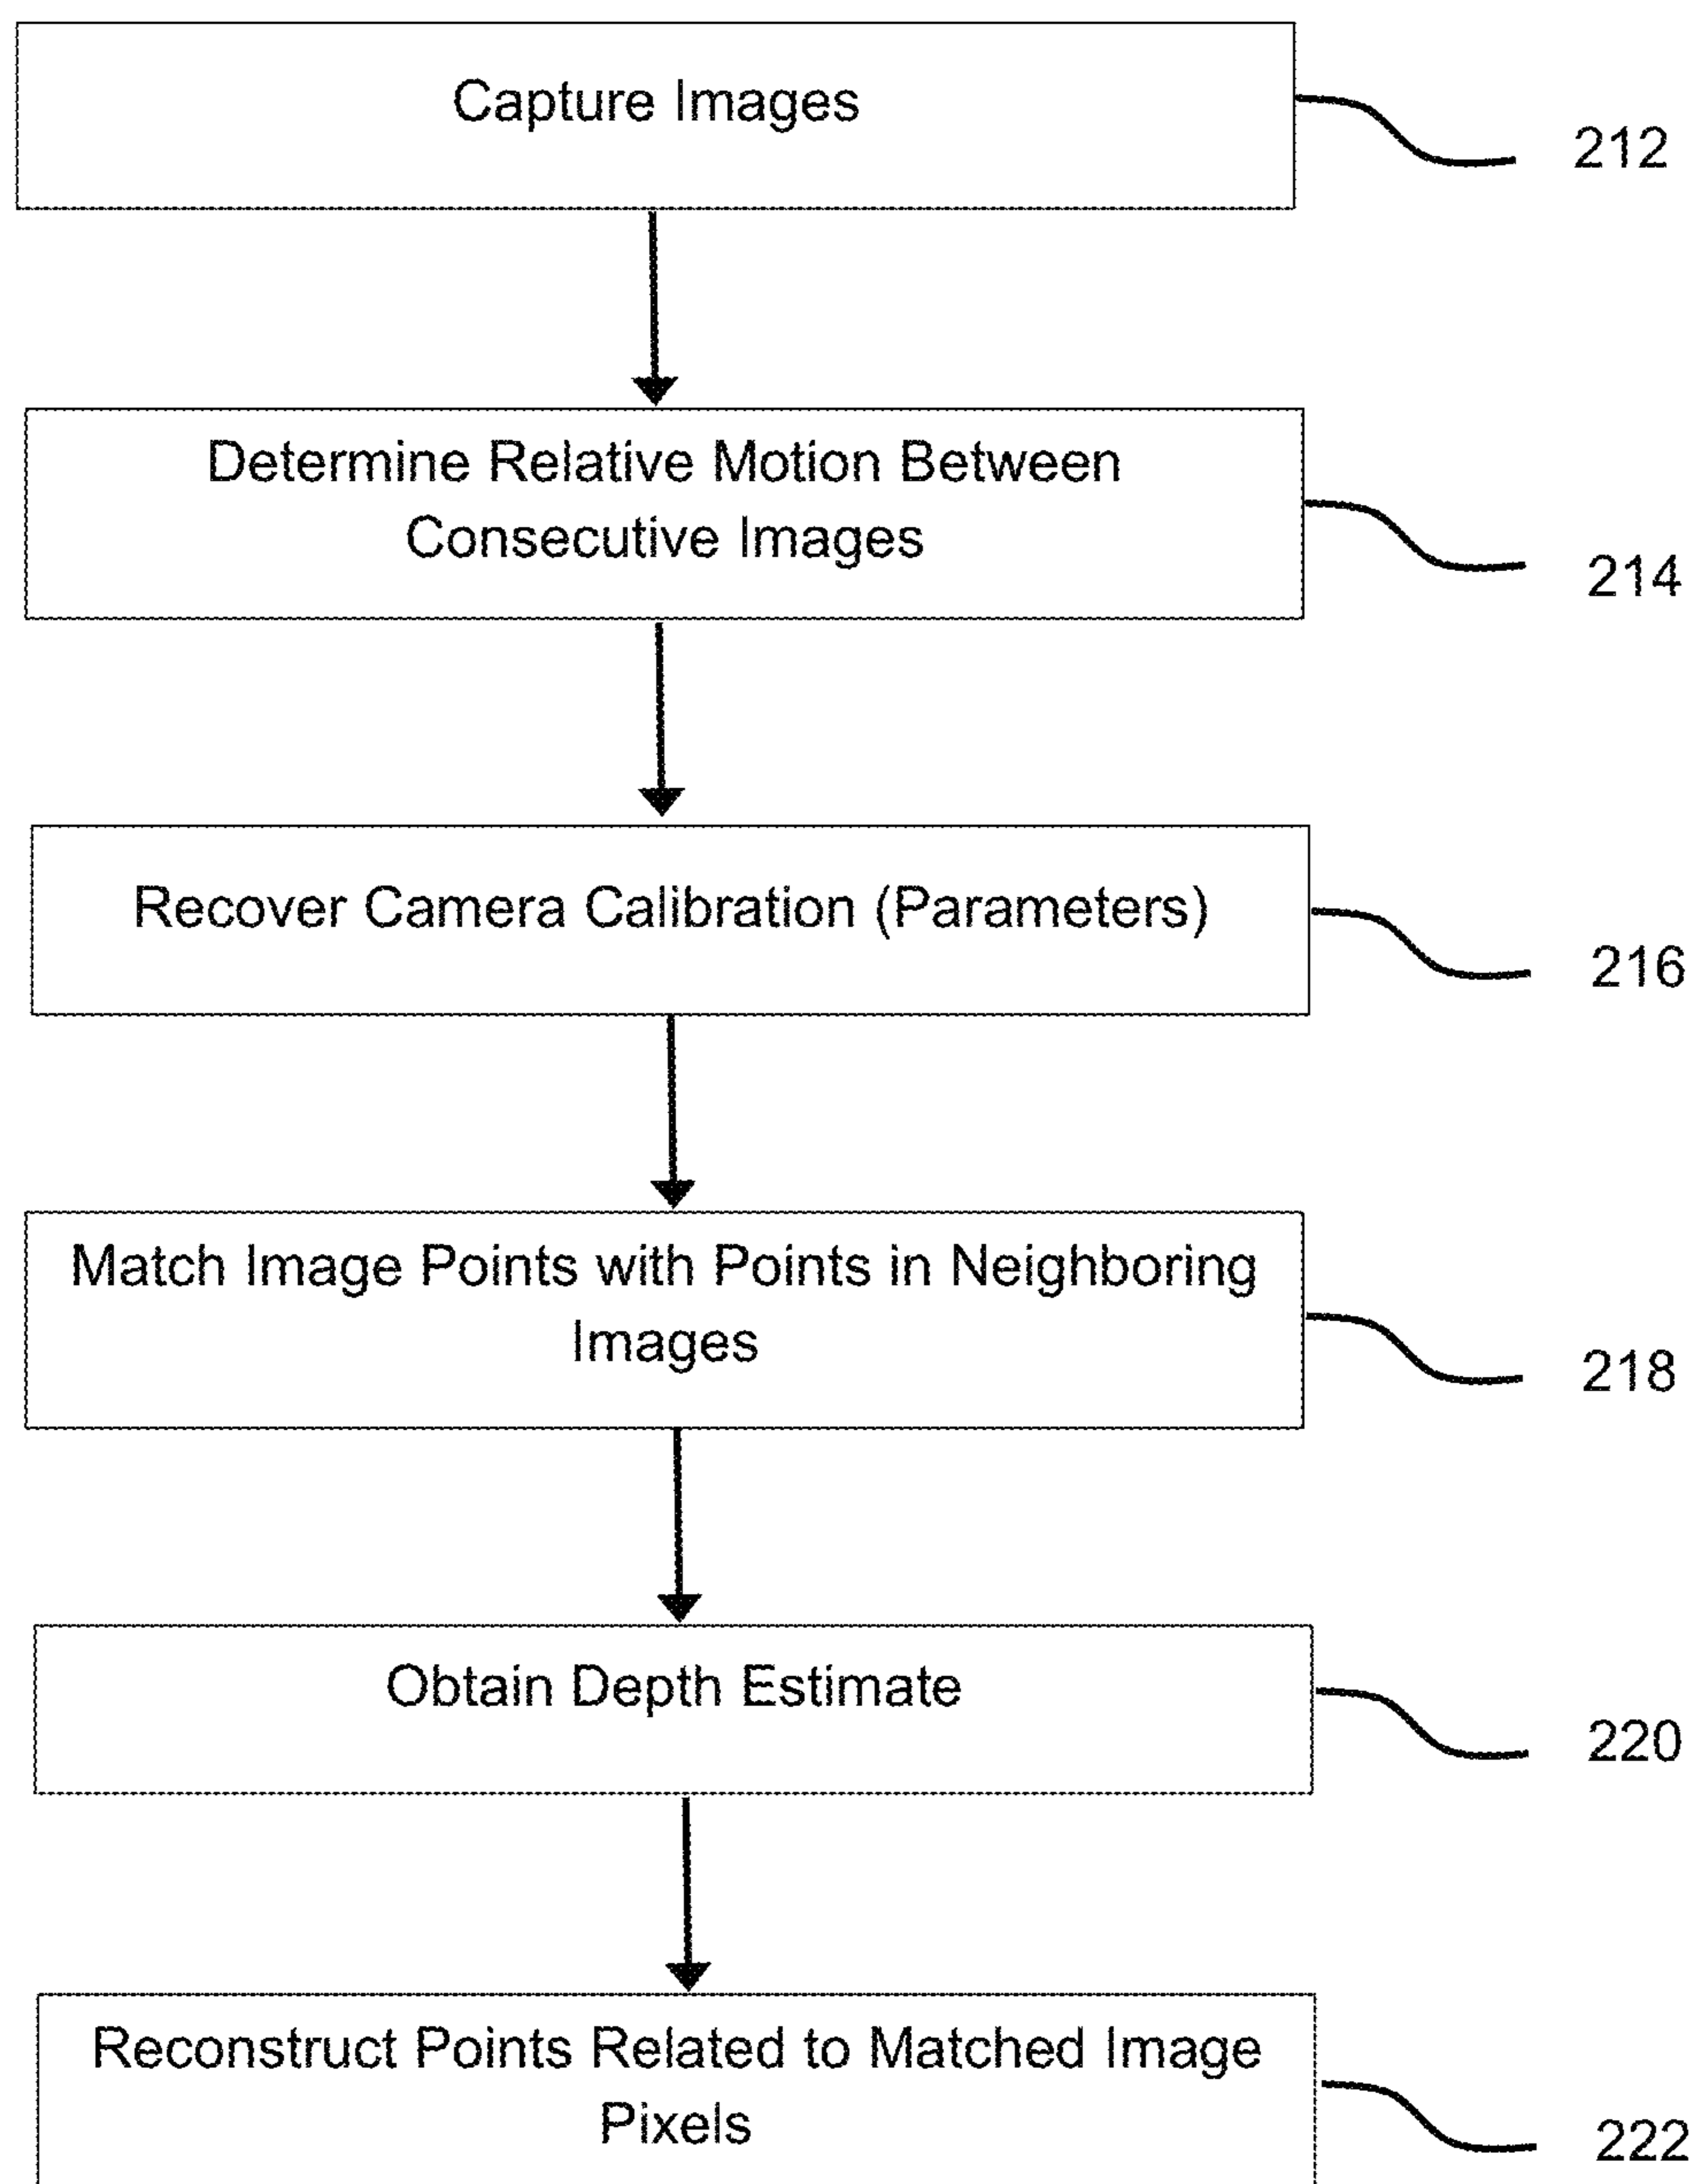 Capture Images
212
Determine Relative Motion Between
Consecutive Images
214
Recover Camera Calibration (Parameters)
216
Match Image Points with Points in Neighboring
Images
218
Obtain Depth Estimate
220
Reconstruct Points Related to Matched Image
Pixels
222